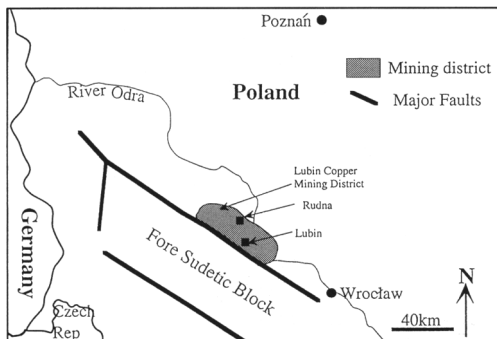 Poznań
Mining district
River Odra
Poland
Major Faults
Lubin Copper
Mining District
Rudna
Lubin
Germany
Fore Sudetic Block
Wrocław
N
Czech
Rep
40km